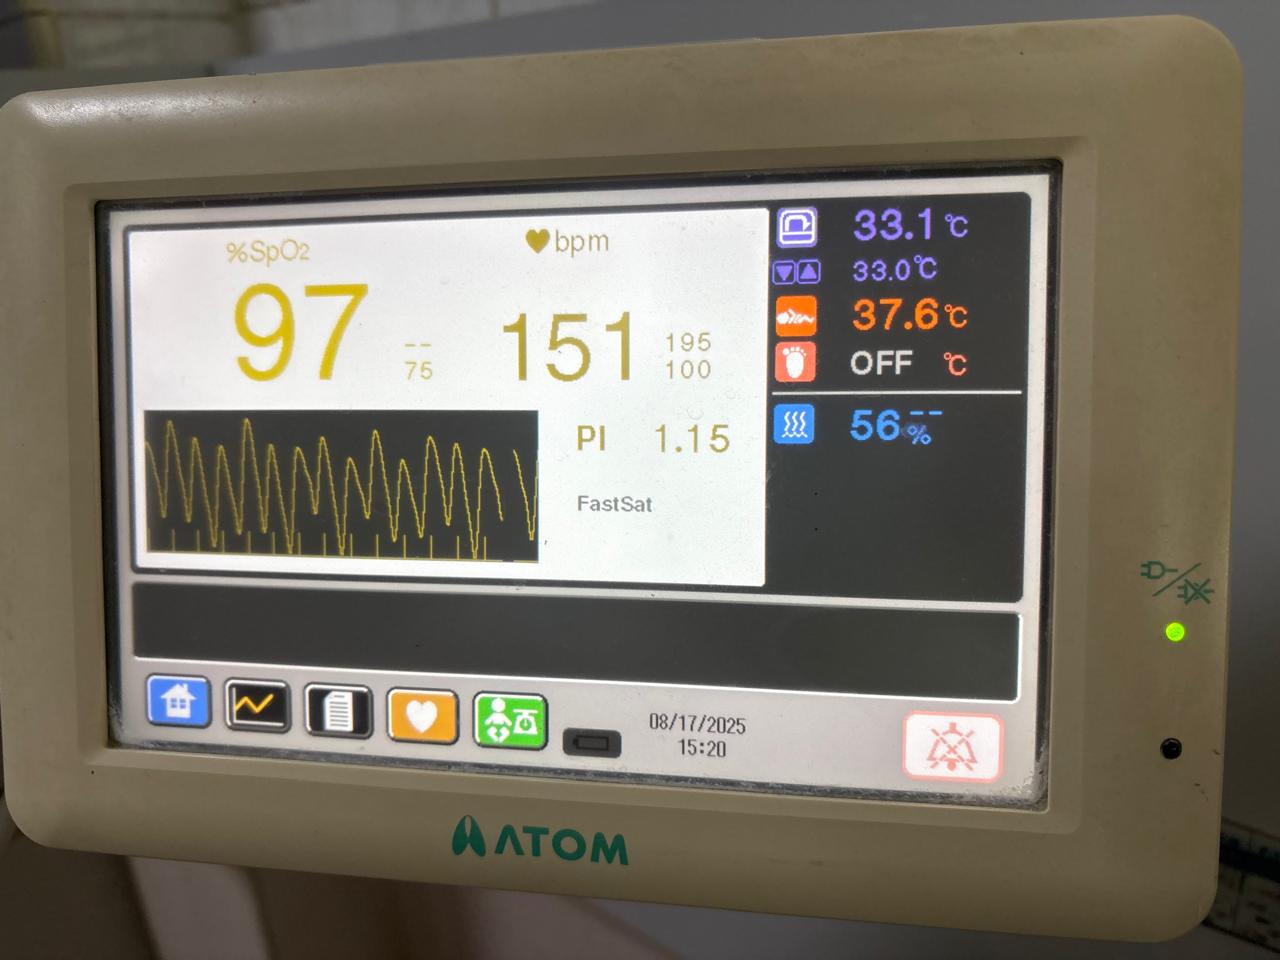 %SpO2
♥bpm
97
--
75
151
195
100
PI 1.15
FastSat
33.1℃
33.0℃
37.6℃
OFF ℃
56%
--
08/17/2025
15:20
ATOM